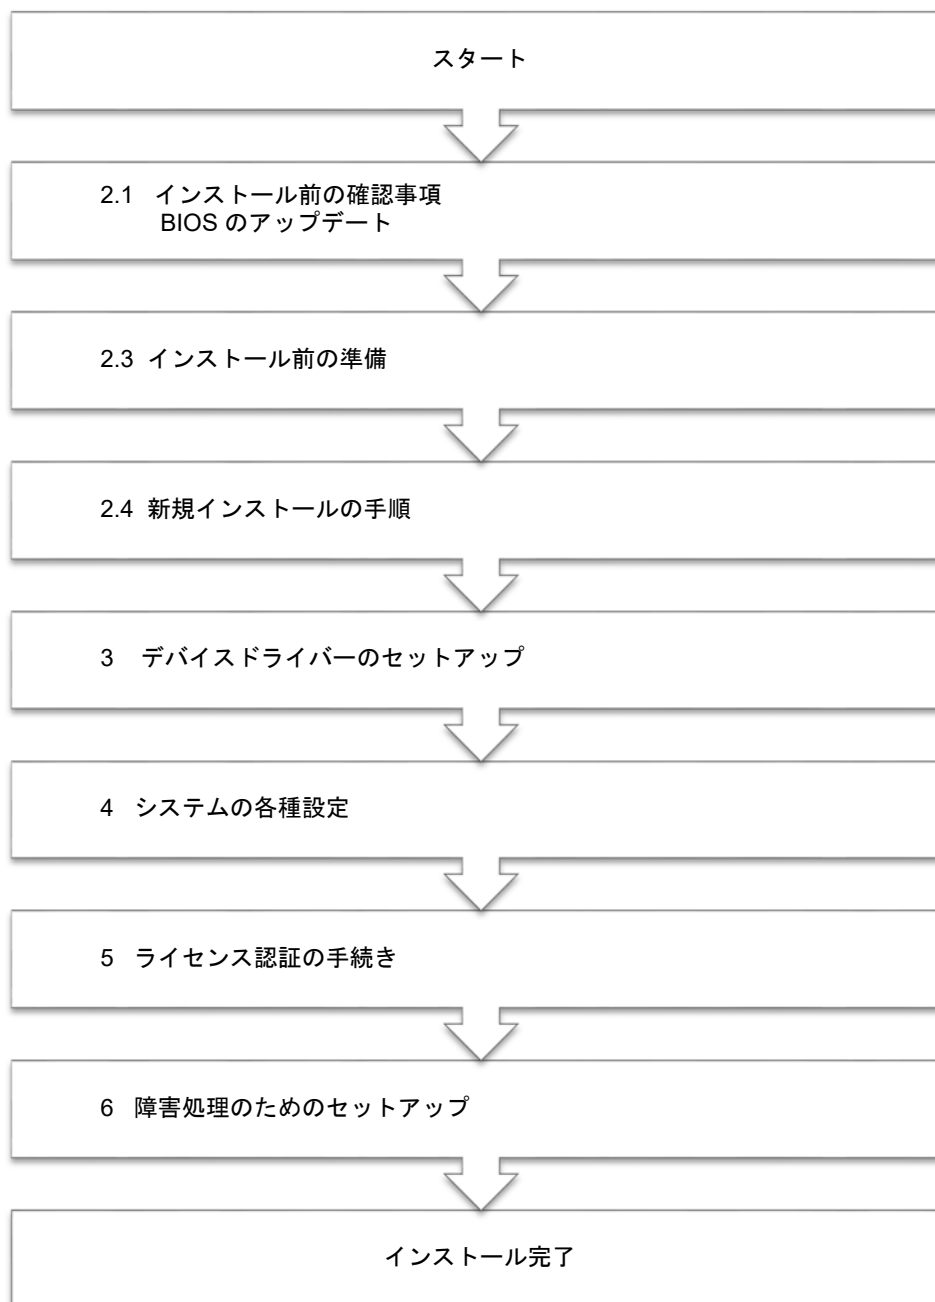 スタート
2.1 インストール前の確認事項
BIOS のアップデート
2.3 インストール前の準備
2.4 新規インストールの手順
3 デバイスドライバーのセットアップ
4 システムの各種設定
5 ライセンス認証の手続き
6 障害処理のためのセットアップ
インストール完了